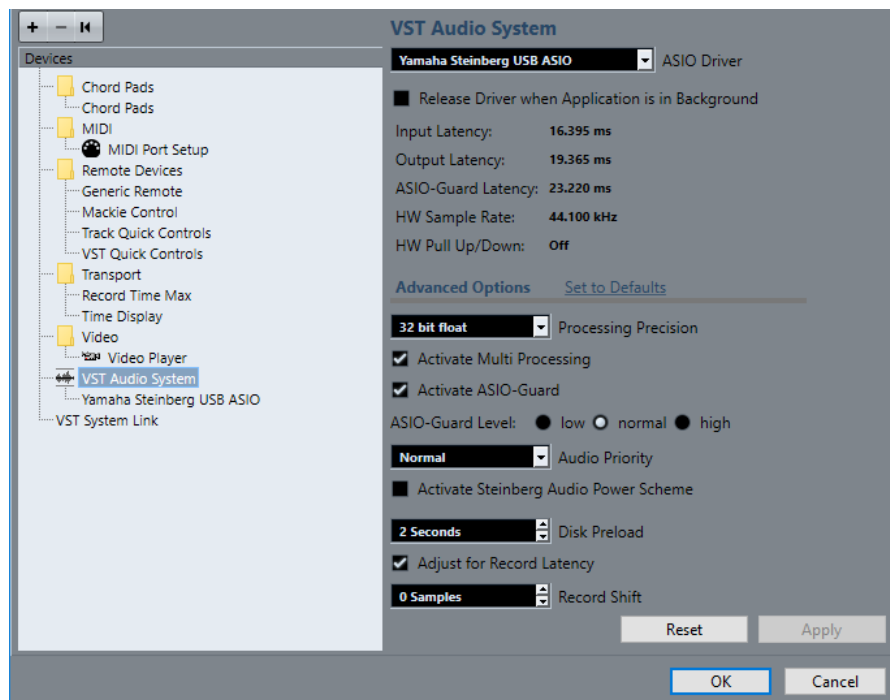 Devices
Chord Pads
Chord Pads
MIDI
MIDI Port Setup
Remote Devices
Generic Remote
Mackie Control
Track Quick Controls
VST Quick Controls
Transport
Record Time Max
Time Display
Video
Video Player
VST Audio System
Yamaha Steinberg USB ASIO
VST System Link
VST Audio System
Yamaha Steinberg USB ASIO ASIO Driver
Release Driver when Application is in Background
Input Latency: 16.395 ms
Output Latency: 19.365 ms
ASIO-Guard Latency: 23.220 ms
HW Sample Rate: 44.100 kHz
HW Pull Up/Down: Off
Advanced Options Set to Defaults
32 bit float Processing Precision
Activate Multi Processing
Activate ASIO-Guard
ASIO-Guard Level: low normal high
Normal Audio Priority
Activate Steinberg Audio Power Scheme
2 Seconds Disk Preload
Adjust for Record Latency
0 Samples Record Shift
Reset Apply
OK Cancel